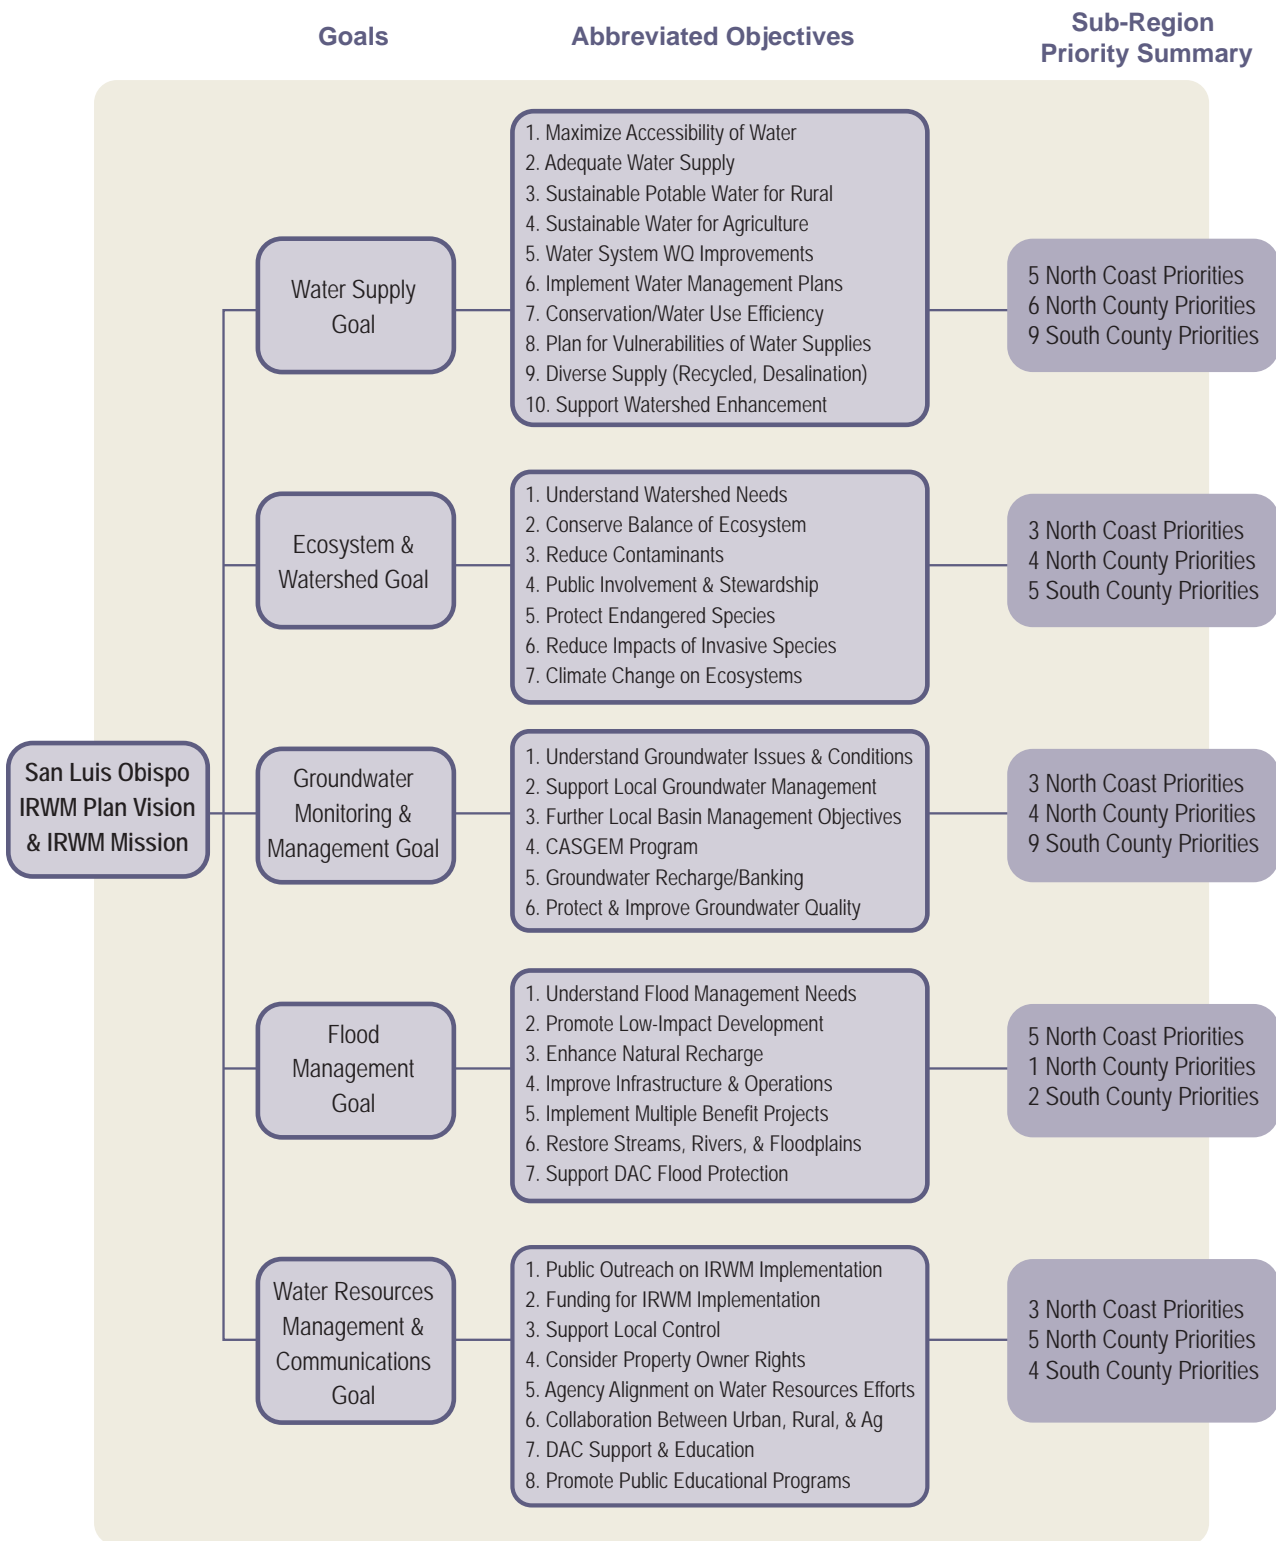 Goals
Abbreviated Objectives
Sub-Region
Priority Summary
San Luis Obispo
IRWM Plan Vision
& IRWM Mission
Water Supply
Goal
1. Maximize Accessibility of Water
2. Adequate Water Supply
3. Sustainable Potable Water for Rural
4. Sustainable Water for Agriculture
5. Water System WQ Improvements
6. Implement Water Management Plans
7. Conservation/Water Use Efficiency
8. Plan for Vulnerabilities of Water Supplies
9. Diverse Supply (Recycled, Desalination)
10. Support Watershed Enhancement
5 North Coast Priorities
6 North County Priorities
9 South County Priorities
Ecosystem &
Watershed Goal
1. Understand Watershed Needs
2. Conserve Balance of Ecosystem
3. Reduce Contaminants
4. Public Involvement & Stewardship
5. Protect Endangered Species
6. Reduce Impacts of Invasive Species
7. Climate Change on Ecosystems
3 North Coast Priorities
4 North County Priorities
5 South County Priorities
Groundwater
Monitoring &
Management Goal
1. Understand Groundwater Issues & Conditions
2. Support Local Groundwater Management
3. Further Local Basin Management Objectives
4. CASGEM Program
5. Groundwater Recharge/Banking
6. Protect & Improve Groundwater Quality
3 North Coast Priorities
4 North County Priorities
9 South County Priorities
Flood
Management
Goal
1. Understand Flood Management Needs
2. Promote Low-Impact Development
3. Enhance Natural Recharge
4. Improve Infrastructure & Operations
5. Implement Multiple Benefit Projects
6. Restore Streams, Rivers, & Floodplains
7. Support DAC Flood Protection
5 North Coast Priorities
1 North County Priorities
2 South County Priorities
Water Resources
Management &
Communications
Goal
1. Public Outreach on IRWM Implementation
2. Funding for IRWM Implementation
3. Support Local Control
4. Consider Property Owner Rights
5. Agency Alignment on Water Resources Efforts
6. Collaboration Between Urban, Rural, & Ag
7. DAC Support & Education
8. Promote Public Educational Programs
3 North Coast Priorities
5 North County Priorities
4 South County Priorities